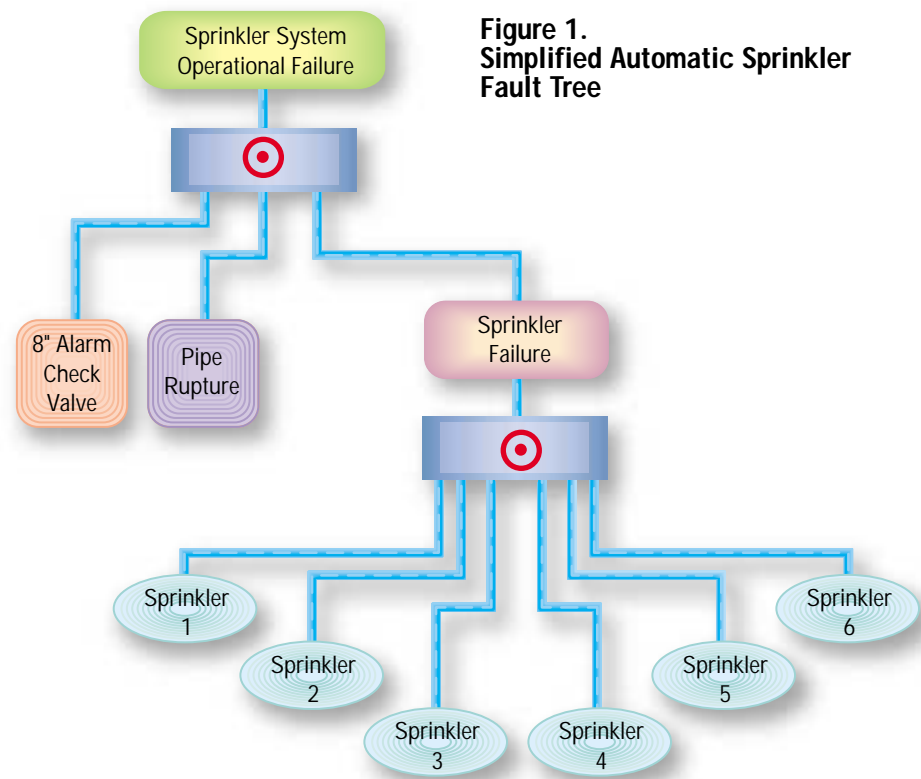 Figure 1.
Simplified Automatic Sprinkler
Fault Tree
Sprinkler System
Operational Failure
8" Alarm
Check
Valve
Pipe
Rupture
Sprinkler
Failure
Sprinkler
1
Sprinkler
2
Sprinkler
3
Sprinkler
4
Sprinkler
5
Sprinkler
6